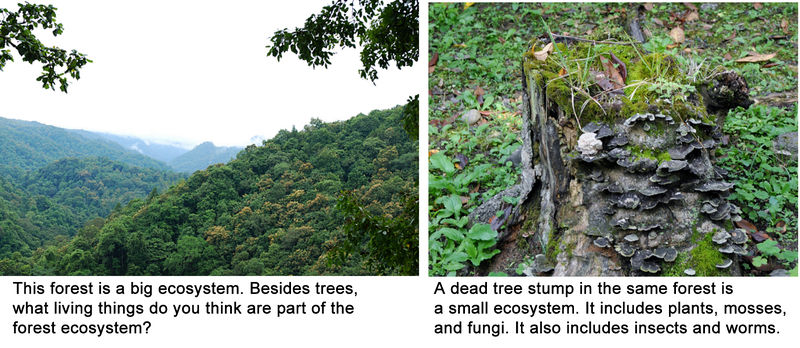 This forest is a big ecosystem. Besides trees,
what living things do you think are part of the
forest ecosystem?
A dead tree stump in the same forest is
a small ecosystem. It includes plants, mosses,
and fungi. It also includes insects and worms.